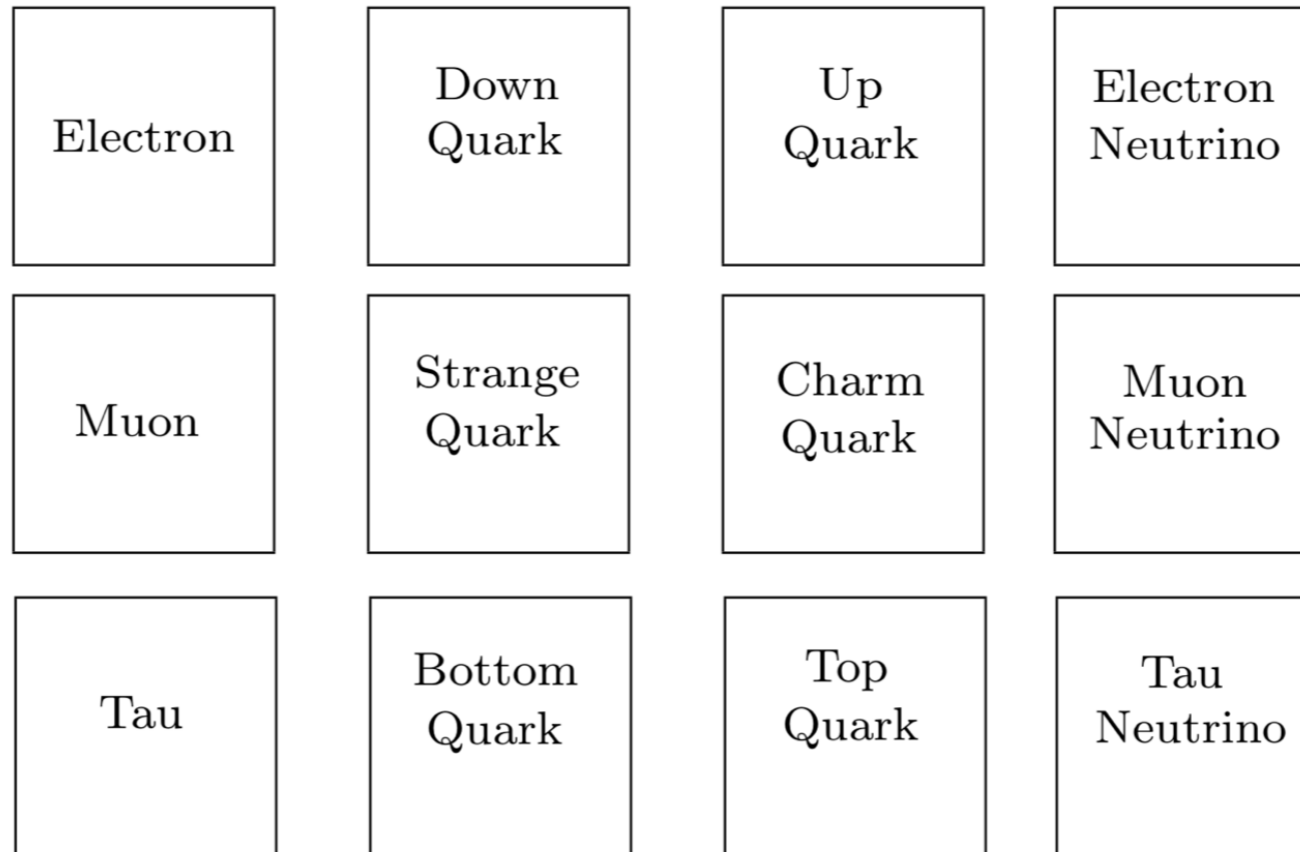 Electron
Down
Quark
Up
Quark
Electron
Neutrino
Muon
Strange
Quark
Charm
Quark
Muon
Neutrino
Tau
Bottom
Quark
Top
Quark
Tau
Neutrino